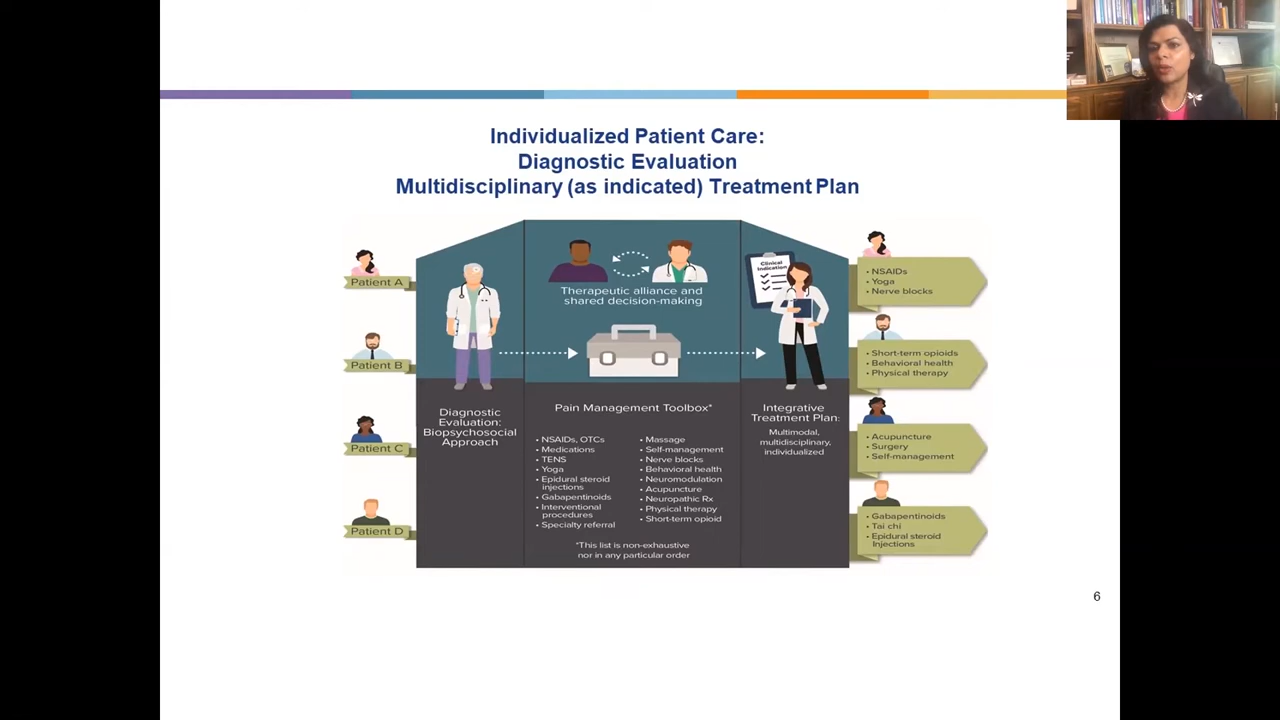 Individualized Patient Care:
Diagnostic Evaluation
Multidisciplinary (as indicated) Treatment Plan
Patient A
Patient B
Patient C
Patient D
Diagnostic
Evaluation:
Biopsychosocial
Approach
Therapeutic alliance and
shared decision-making
Pain Management Toolbox*
• NSAIDs, OTCs
• Medications
• TENS
• Yoga
• Epidural steroid
injections
• Gabapentinoids
• Interventional
procedures
• Specialty referral
• Massage
• Self-management
• Nerve blocks
• Behavioral health
• Neuromodulation
• Acupuncture
• Neuropathic Rx
• Physical therapy
• Short-term opioid
*This list is non-exhaustive
nor in any particular order
Clinical
Indication
Integrative
Treatment Plan:
Multimodal,
multidisciplinary,
individualized
• NSAIDs
• Yoga
• Nerve blocks
• Short-term opioids
• Behavioral health
• Physical therapy
• Acupuncture
• Surgery
• Self-management
• Gabapentinoids
• Tai chi
• Epidural steroid
Injections
6